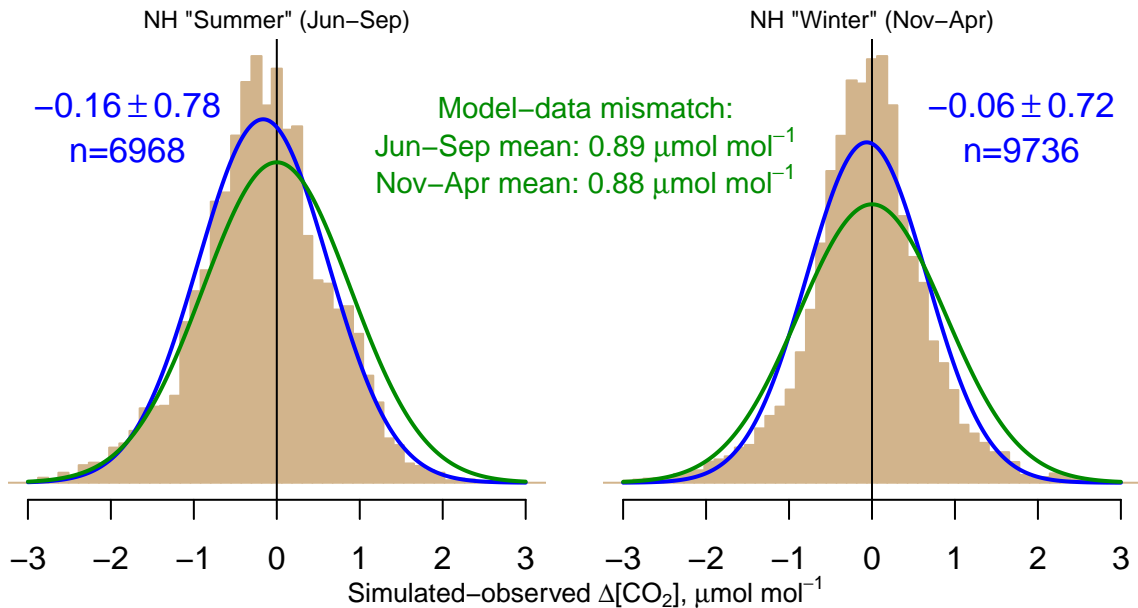 NH "Summer" (Jun−Sep)
NH "Winter" (Nov−Apr)
−0.16 ± 0.78
n=6968
Model−data mismatch:
Jun−Sep mean: 0.89 μmol mol⁻¹
Nov−Apr mean: 0.88 μmol mol⁻¹
−0.06 ± 0.72
n=9736
−3 −2 −1 0 1 2 3
−3 −2 −1 0 1 2 3
Simulated−observed Δ[CO₂], μmol mol⁻¹